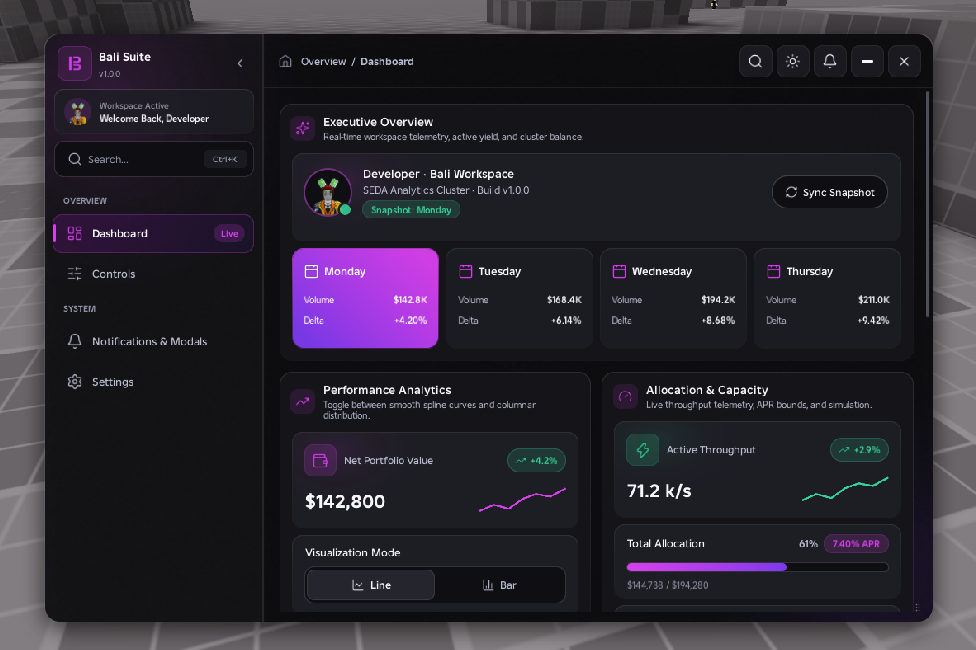 Bali Suite
v1.0.0
Workspace Active
Welcome Back, Developer
Search...
Ctrl+K
OVERVIEW
Dashboard
Live
Controls
SYSTEM
Notifications & Modals
Settings
Overview / Dashboard
Executive Overview
Real-time workspace telemetry, active yield, and cluster balance.
Developer · Bali Workspace
SEDA Analytics Cluster · Build v1.0.0
Snapshot: Monday
Sync Snapshot
Monday
Volume $142.8K
Delta +4.20%
Tuesday
Volume $168.4K
Delta +6.14%
Wednesday
Volume $194.2K
Delta +8.68%
Thursday
Volume $211.0K
Delta +9.42%
Performance Analytics
Toggle between smooth spline curves and columnar
distribution.
Net Portfolio Value
+4.2%
$142,800
Visualization Mode
Line
Bar
Allocation & Capacity
Live throughput telemetry, APR bounds, and simulation.
Active Throughput
+2.9%
71.2 k/s
Total Allocation
61%
7.40% APR
$144,738 / $194,280